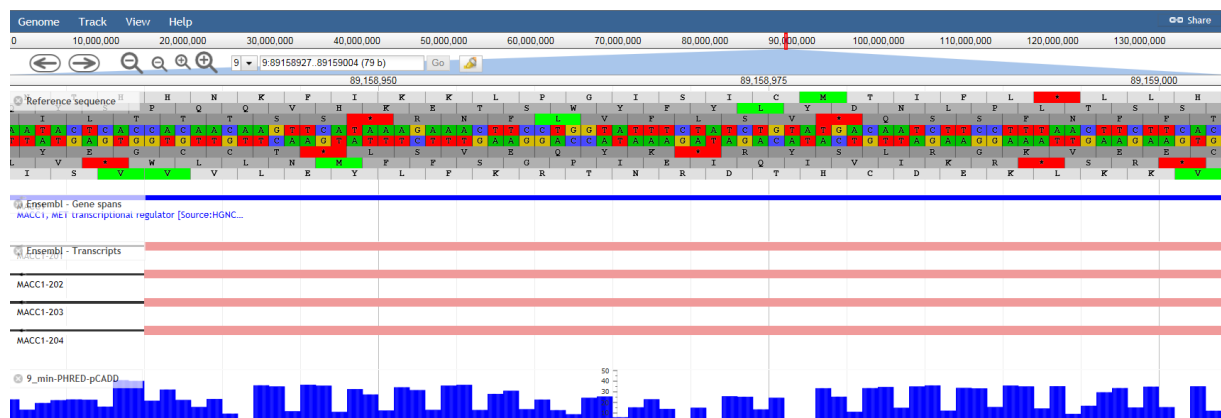 Genome Track View Help Share
0 10,000,000 20,000,000 30,000,000 40,000,000 50,000,000 60,000,000 70,000,000 80,000,000 90,000,000 100,000,000 110,000,000 120,000,000 130,000,000
9 9:89158927..89159004 (79 b) Go
89,158,950 89,158,975 89,159,000
Reference sequence
H N K F I K K L P G I S I C M T I F L * L L H
P Q Q V H K E T S W Y F Y L Y D N L P L T S S
I L T T T S S * R N F L V F L S V * Q S S F N F T
Y E G C C T * L S V E Q Y K * R Y S L R G K V E E C
V * W L L N M F F S G P I E I Q I V I K R * S R *
I S V V V L E Y L F K R T N R D T H C D E K L K K V
Ensembl - Gene spans
MACC1, MET transcriptional regulator [Source:HGNC...
Ensembl - Transcripts
MACC1-201
MACC1-202
MACC1-203
MACC1-204
9_min-PHRED-pCADD
50
40
30